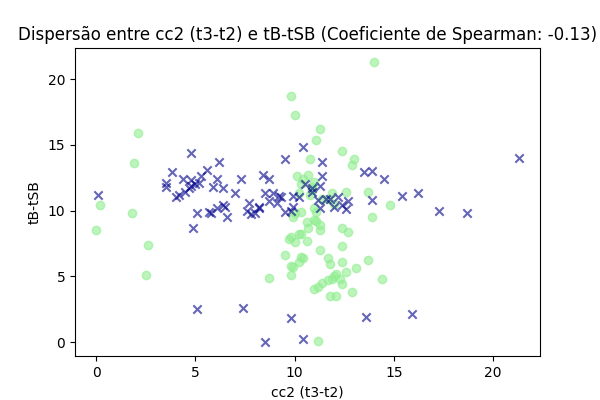 Dispersão entre cc2 (t3-t2) e tB-tSB (Coeficiente de Spearman: -0.13)
20
15
10
5
0
tB-tSB
0 5 10 15 20
cc2 (t3-t2)